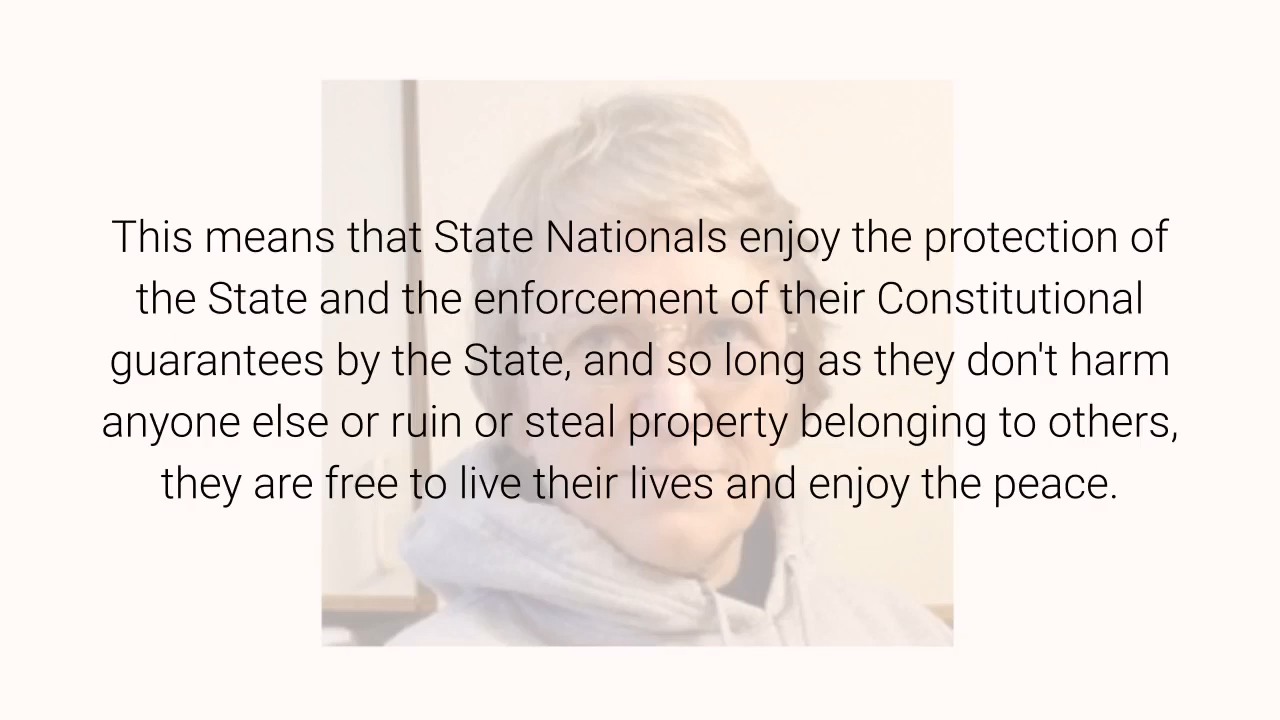 This means that State Nationals enjoy the protection of
the State and the enforcement of their Constitutional
guarantees by the State, and so long as they don't harm
anyone else or ruin or steal property belonging to others,
they are free to live their lives and enjoy the peace.